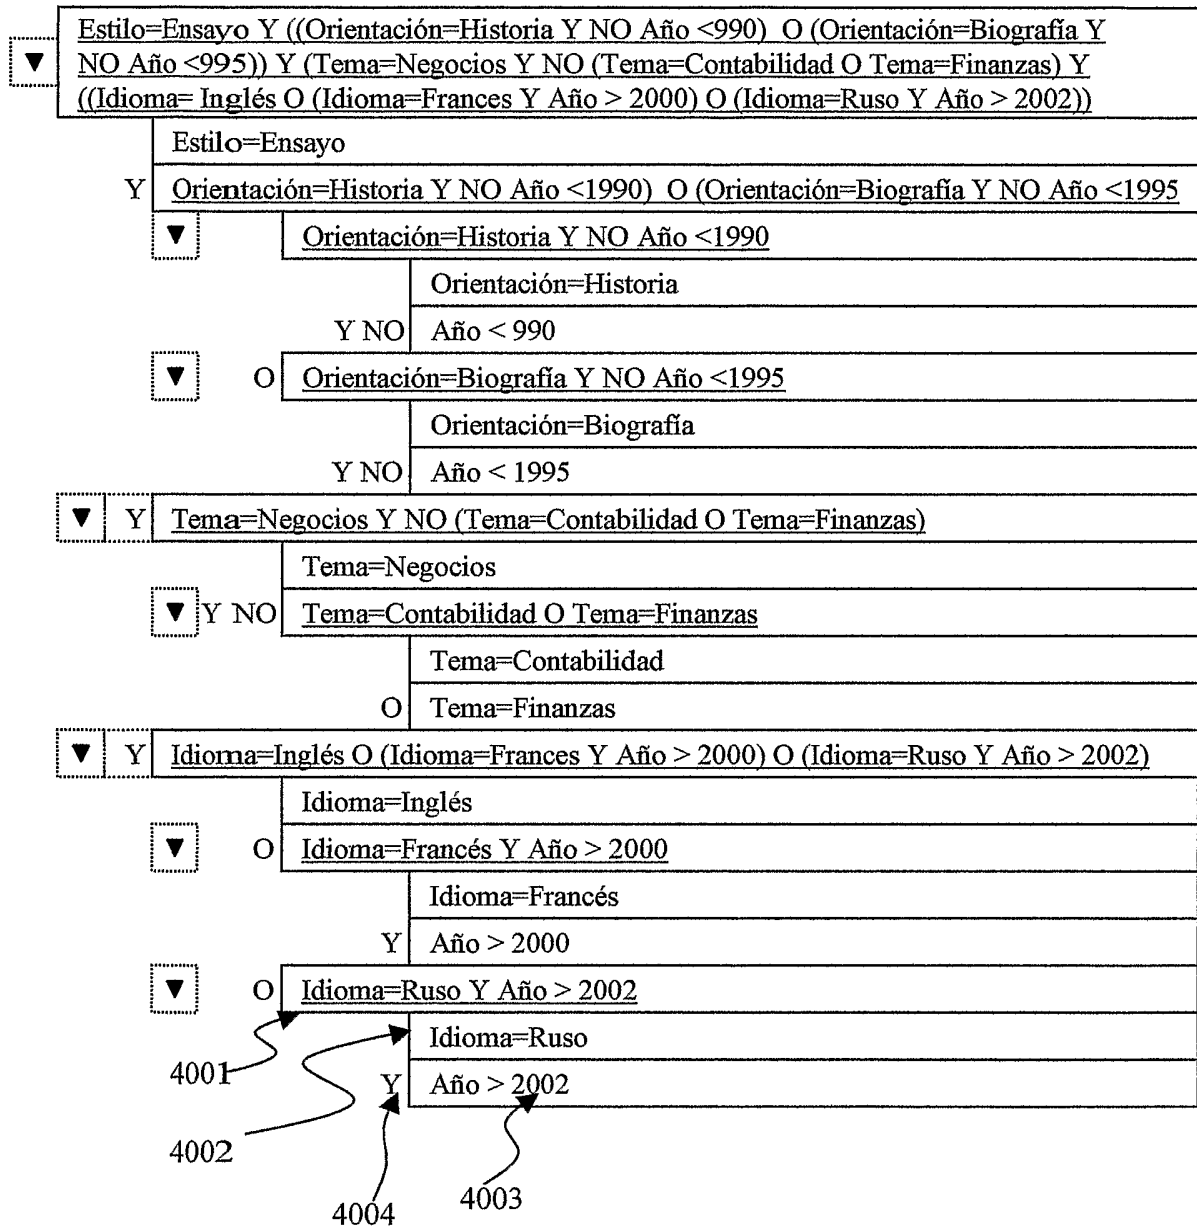 Estilo=Ensayo Y ((Orientación=Historia Y NO Año <990) O (Orientación=Biografía Y
▼ NO Año <995)) Y (Tema=Negocios Y NO (Tema=Contabilidad O Tema=Finanzas) Y
((Idioma= Inglés O (Idioma=Frances Y Año > 2000) O (Idioma=Ruso Y Año > 2002))
Estilo=Ensayo
Y Orientación=Historia Y NO Año <1990) O (Orientación=Biografía Y NO Año <1995
▼ Orientación=Historia Y NO Año <1990
Orientación=Historia
Y NO Año < 990
▼ O Orientación=Biografía Y NO Año <1995
Orientación=Biografía
Y NO Año < 1995
▼ Y Tema=Negocios Y NO (Tema=Contabilidad O Tema=Finanzas)
Tema=Negocios
▼ Y NO Tema=Contabilidad O Tema=Finanzas
Tema=Contabilidad
O Tema=Finanzas
▼ Y Idioma=Inglés O (Idioma=Frances Y Año > 2000) O (Idioma=Ruso Y Año > 2002)
Idioma=Inglés
▼ O Idioma=Francés Y Año > 2000
Idioma=Francés
Y Año > 2000
▼ O Idioma=Ruso Y Año > 2002
Idioma=Ruso
Y Año > 2002
4001
4002
4003
4004